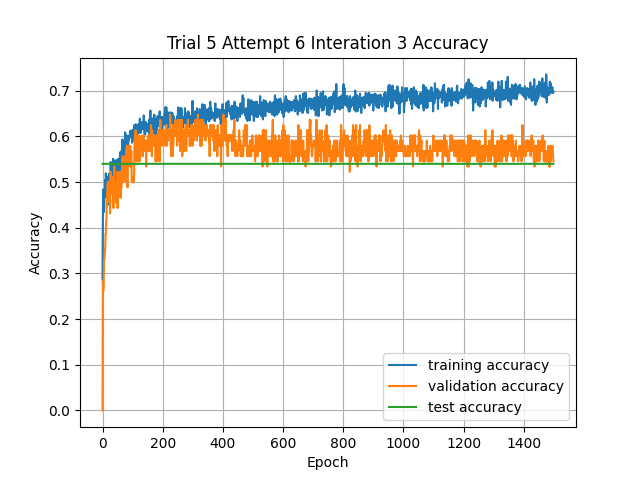 Trial 5 Attempt 6 Interation 3 Accuracy
Accuracy
0.7
0.6
0.5
0.4
0.3
0.2
0.1
0.0
0 200 400 600 800 1000 1200 1400
Epoch
training accuracy
validation accuracy
test accuracy